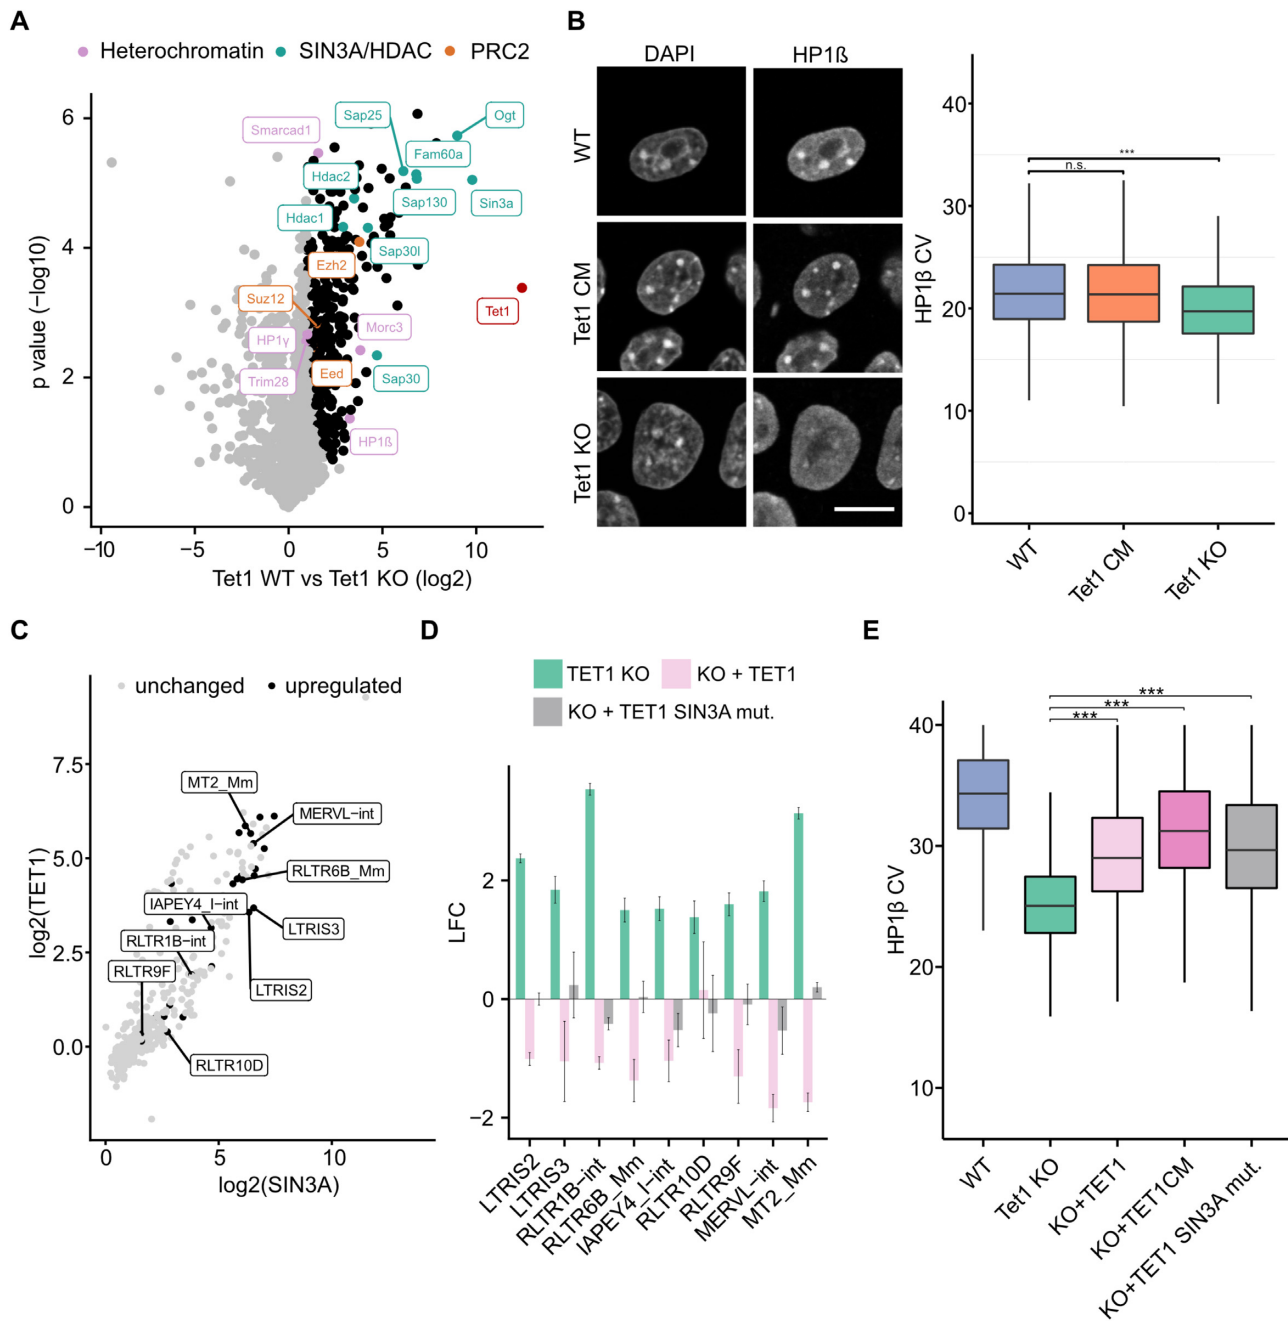 A
Heterochromatin
SIN3A/HDAC
PRC2
6
4
2
0
p value (−log10)
−10
−5
0
5
10
Tet1 WT vs Tet1 KO (log2)
Smarcad1
Sap25
Ogt
Fam60a
Hdac2
Sap130
Sin3a
Hdac1
Sap30l
Ezh2
Suz12
Tet1
Morc3
HP1γ
Trim28
Eed
Sap30
HP1ß
B
DAPI
HP1ß
WT
Tet1 CM
Tet1 KO
HP1β CV
40
30
20
10
0
***
n.s.
WT
Tet1 CM
Tet1 KO
C
unchanged
upregulated
7.5
5.0
2.5
0.0
log2(TET1)
MT2_Mm
MERVL−int
RLTR6B_Mm
IAPEY4_I−int
LTRIS3
RLTR1B−int
RLTR9F
LTRIS2
RLTR10D
0
5
10
log2(SIN3A)
D
TET1 KO
KO + TET1
KO + TET1 SIN3A mut.
2
0
−2
LFC
LTRIS2
LTRIS3
RLTR1B-int
RLTR6B_Mm
IAPEY4_I-int
RLTR10D
RLTR9F
MERVL-int
MT2_Mm
E
***
***
***
40
30
20
10
HP1β CV
WT
Tet1 KO
KO+TET1
KO+TET1CM
KO+TET1 SIN3A mut.